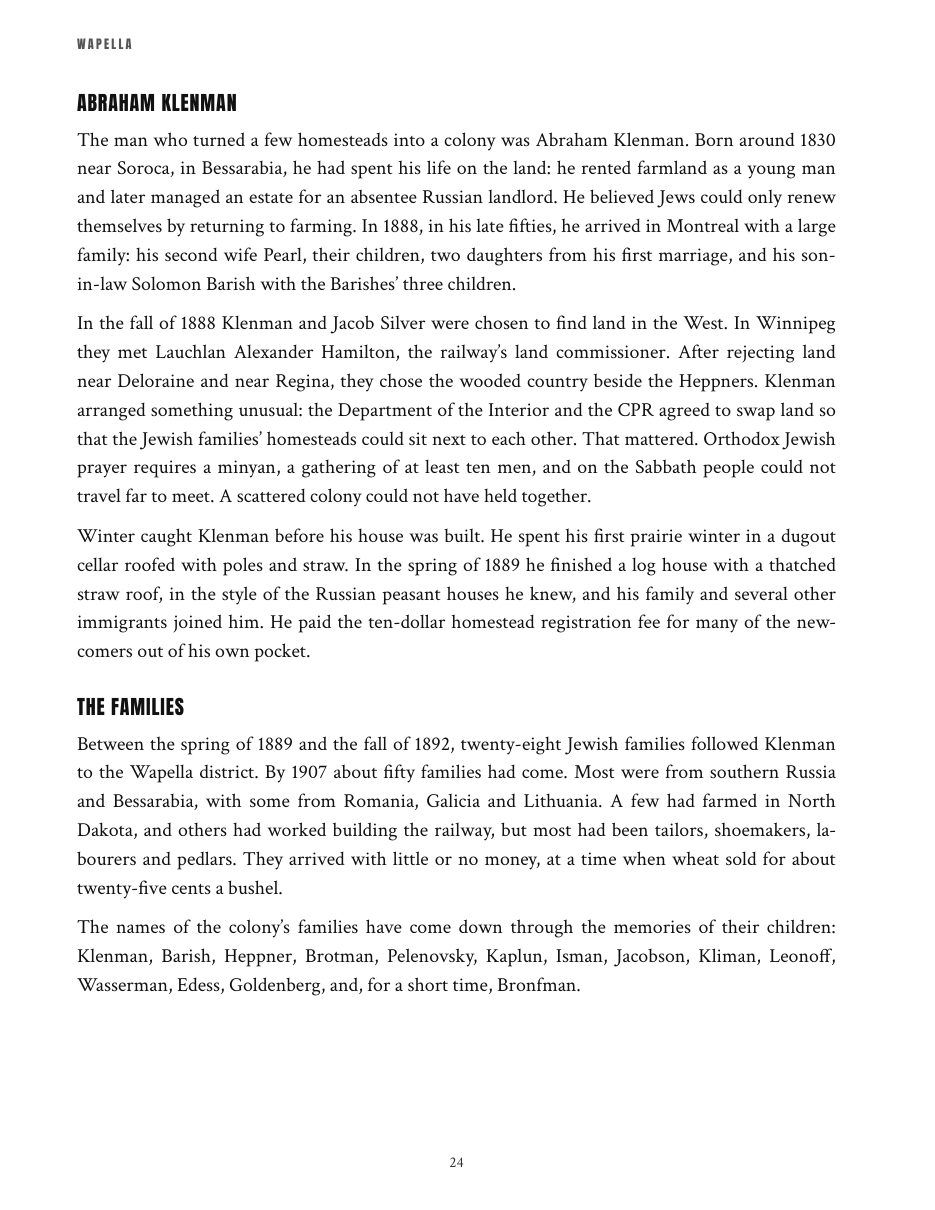 WAPELLA
ABRAHAM KLENMAN
The man who turned a few homesteads into a colony was Abraham Klenman. Born around 1830
near Soroca, in Bessarabia, he had spent his life on the land: he rented farmland as a young man
and later managed an estate for an absentee Russian landlord. He believed Jews could only renew
themselves by returning to farming. In 1888, in his late fifties, he arrived in Montreal with a large
family: his second wife Pearl, their children, two daughters from his first marriage, and his son-
in-law Solomon Barish with the Barishes’ three children.
In the fall of 1888 Klenman and Jacob Silver were chosen to find land in the West. In Winnipeg
they met Lauchlan Alexander Hamilton, the railway’s land commissioner. After rejecting land
near Deloraine and near Regina, they chose the wooded country beside the Heppners. Klenman
arranged something unusual: the Department of the Interior and the CPR agreed to swap land so
that the Jewish families’ homesteads could sit next to each other. That mattered. Orthodox Jewish
prayer requires a minyan, a gathering of at least ten men, and on the Sabbath people could not
travel far to meet. A scattered colony could not have held together.
Winter caught Klenman before his house was built. He spent his first prairie winter in a dugout
cellar roofed with poles and straw. In the spring of 1889 he finished a log house with a thatched
straw roof, in the style of the Russian peasant houses he knew, and his family and several other
immigrants joined him. He paid the ten-dollar homestead registration fee for many of the new-
comers out of his own pocket.
THE FAMILIES
Between the spring of 1889 and the fall of 1892, twenty-eight Jewish families followed Klenman
to the Wapella district. By 1907 about fifty families had come. Most were from southern Russia
and Bessarabia, with some from Romania, Galicia and Lithuania. A few had farmed in North
Dakota, and others had worked building the railway, but most had been tailors, shoemakers, la-
bourers and pedlars. They arrived with little or no money, at a time when wheat sold for about
twenty-five cents a bushel.
The names of the colony’s families have come down through the memories of their children:
Klenman, Barish, Heppner, Brotman, Pelenovsky, Kaplun, Isman, Jacobson, Kliman, Leonoff,
Wasserman, Edess, Goldenberg, and, for a short time, Bronfman.
24